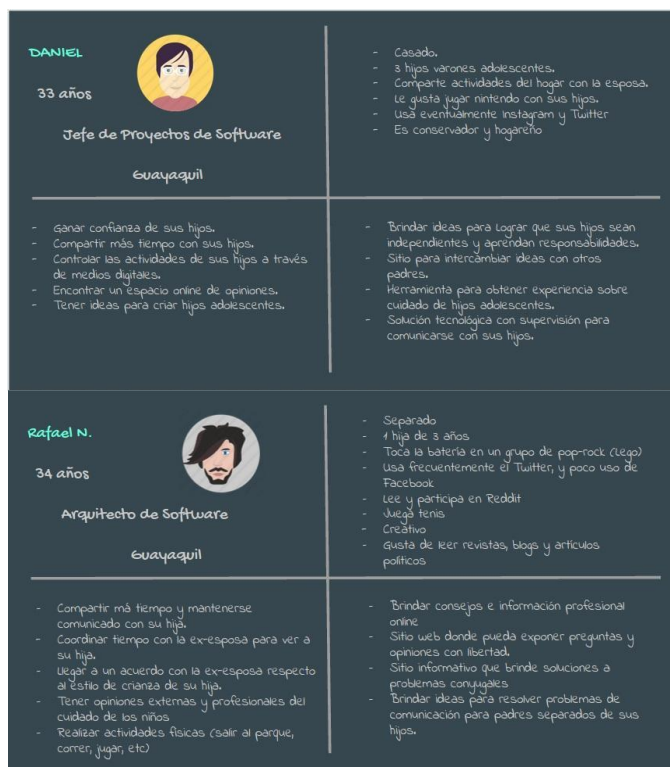 DANIEL
33 años
Jefe de Proyectos de Software
Guayaquil
- Casado.
- 3 hijos varones adolescentes.
- Comparte actividades del hogar con la esposa.
- Le gusta jugar nintendo con sus hijos.
- Usa eventualmente Instagram y Twitter
- Es conservador y hogareño
- Ganar confianza de sus hijos.
- Compartir más tiempo con sus hijos.
- Controlar las actividades de sus hijos a través
de medios digitales.
- Encontrar un espacio online de opiniones.
- Tener ideas para criar hijos adolescentes.
- Brindar ideas para lograr que sus hijos sean
independientes y aprendan responsabilidades.
- Sitio para intercambiar ideas con otros
padres.
- Herramienta para obtener experiencia sobre
cuidado de hijos adolescentes.
- Solución tecnológica con supervisión para
comunicarse con sus hijos.
Rafael N.
34 años
Arquitecto de Software
Guayaquil
- Separado
- 1 hija de 3 años
- Toca la batería en un grupo de pop-rock (Lego)
- Usa frecuentemente el Twitter, y poco uso de
Facebook
- Lee y participa en Reddit
- Juega tenis
- Creativo
- Gusta de leer revistas, blogs y artículos
políticos
- Compartir má tiempo y mantenerse
comunicado con su hija.
- Coordinar tiempo con la ex-esposa para ver a
su hija.
- Llegar a un acuerdo con la ex-esposa respecto
al estilo de crianza de su hija.
- Tener opiniones externas y profesionales del
cuidado de los niños
- Realizar actividades físicas (salir al parque,
correr, jugar, etc)
- Brindar consejos e información profesional
online
- Sitio web donde pueda exponer preguntas y
opiniones con libertad.
- Sitio informativo que brinde soluciones a
problemas conyugales
- Brindar ideas para resolver problemas de
comunicación para padres separados de sus
hijos.